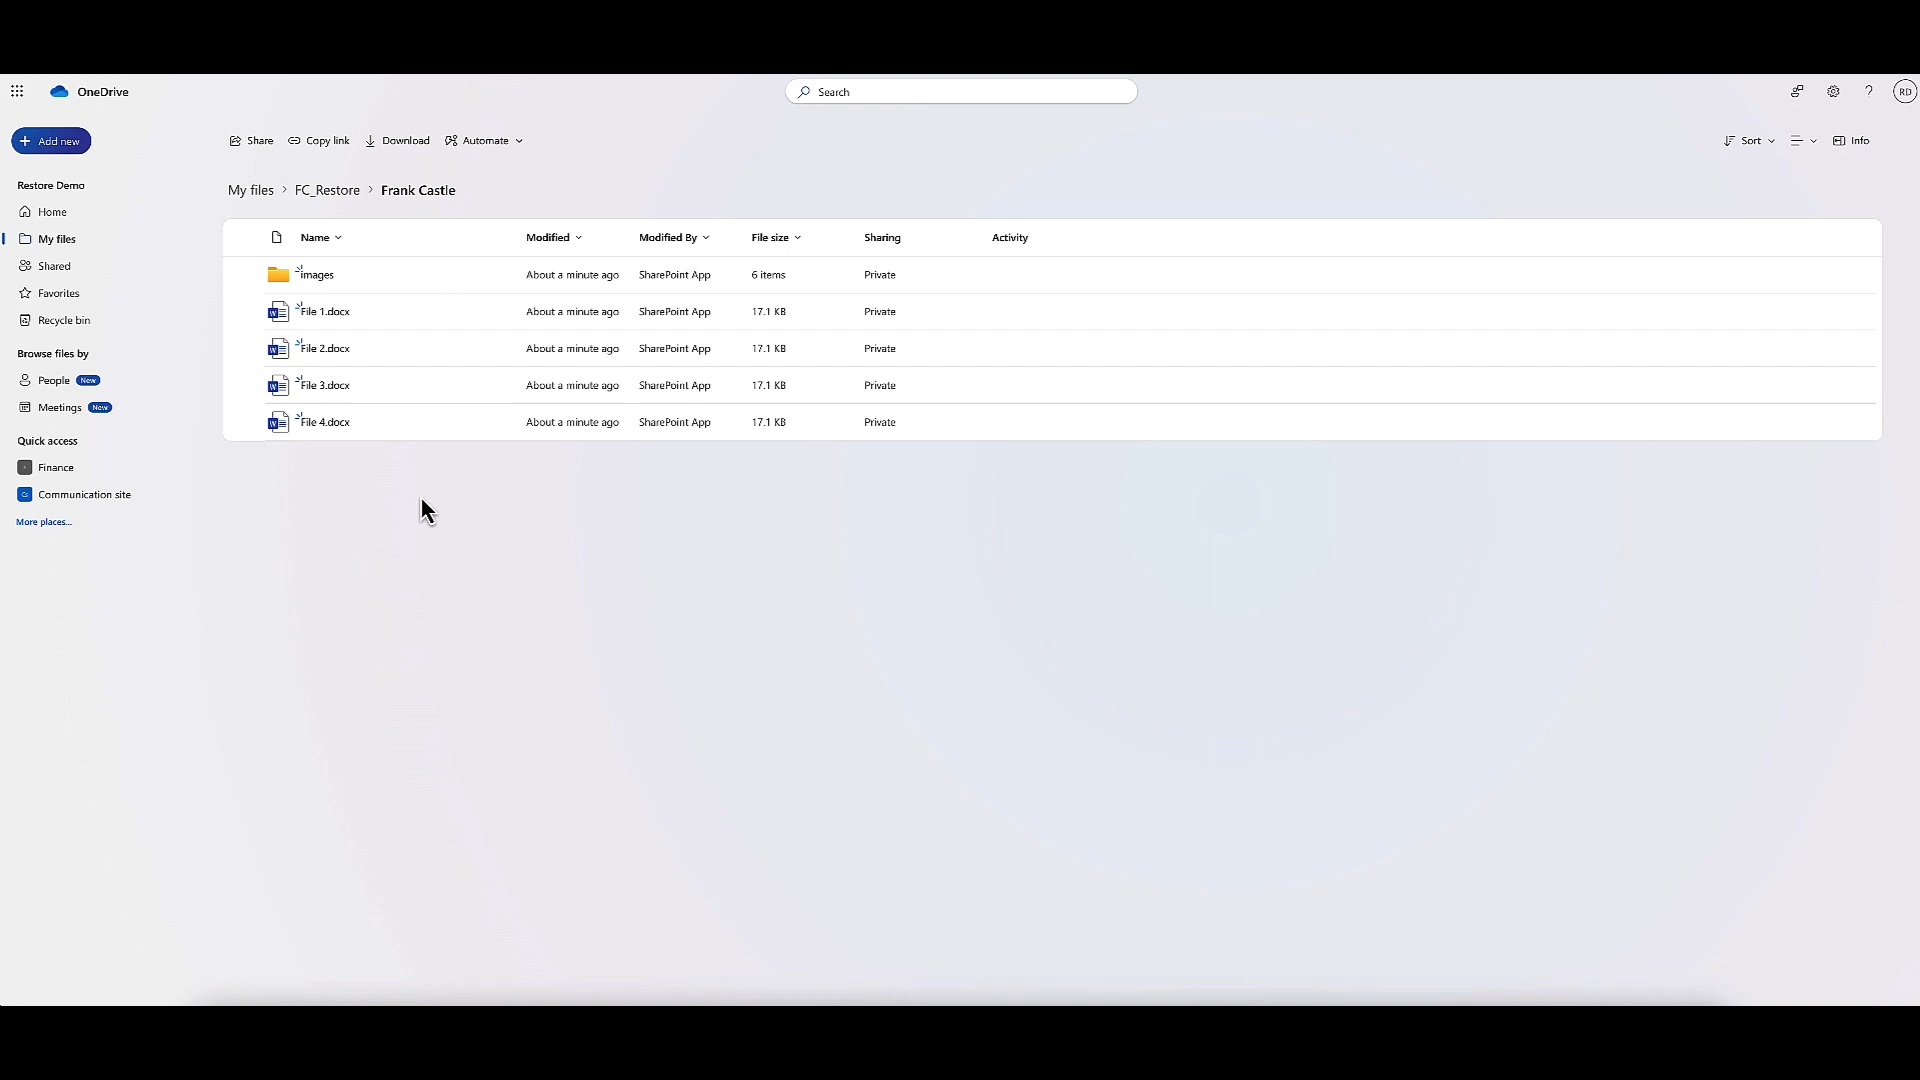 OneDrive
Search
RD
Add new
Share Copy link Download Automate
Sort Info
Restore Demo
Home
My files
Shared
Favorites
Recycle bin
Browse files by
People New
Meetings New
Quick access
Finance
Communication site
More places...
My files > FC_Restore > Frank Castle
Name Modified Modified By File size Sharing Activity
images About a minute ago SharePoint App 6 items Private
File 1.docx About a minute ago SharePoint App 17.1 KB Private
File 2.docx About a minute ago SharePoint App 17.1 KB Private
File 3.docx About a minute ago SharePoint App 17.1 KB Private
File 4.docx About a minute ago SharePoint App 17.1 KB Private